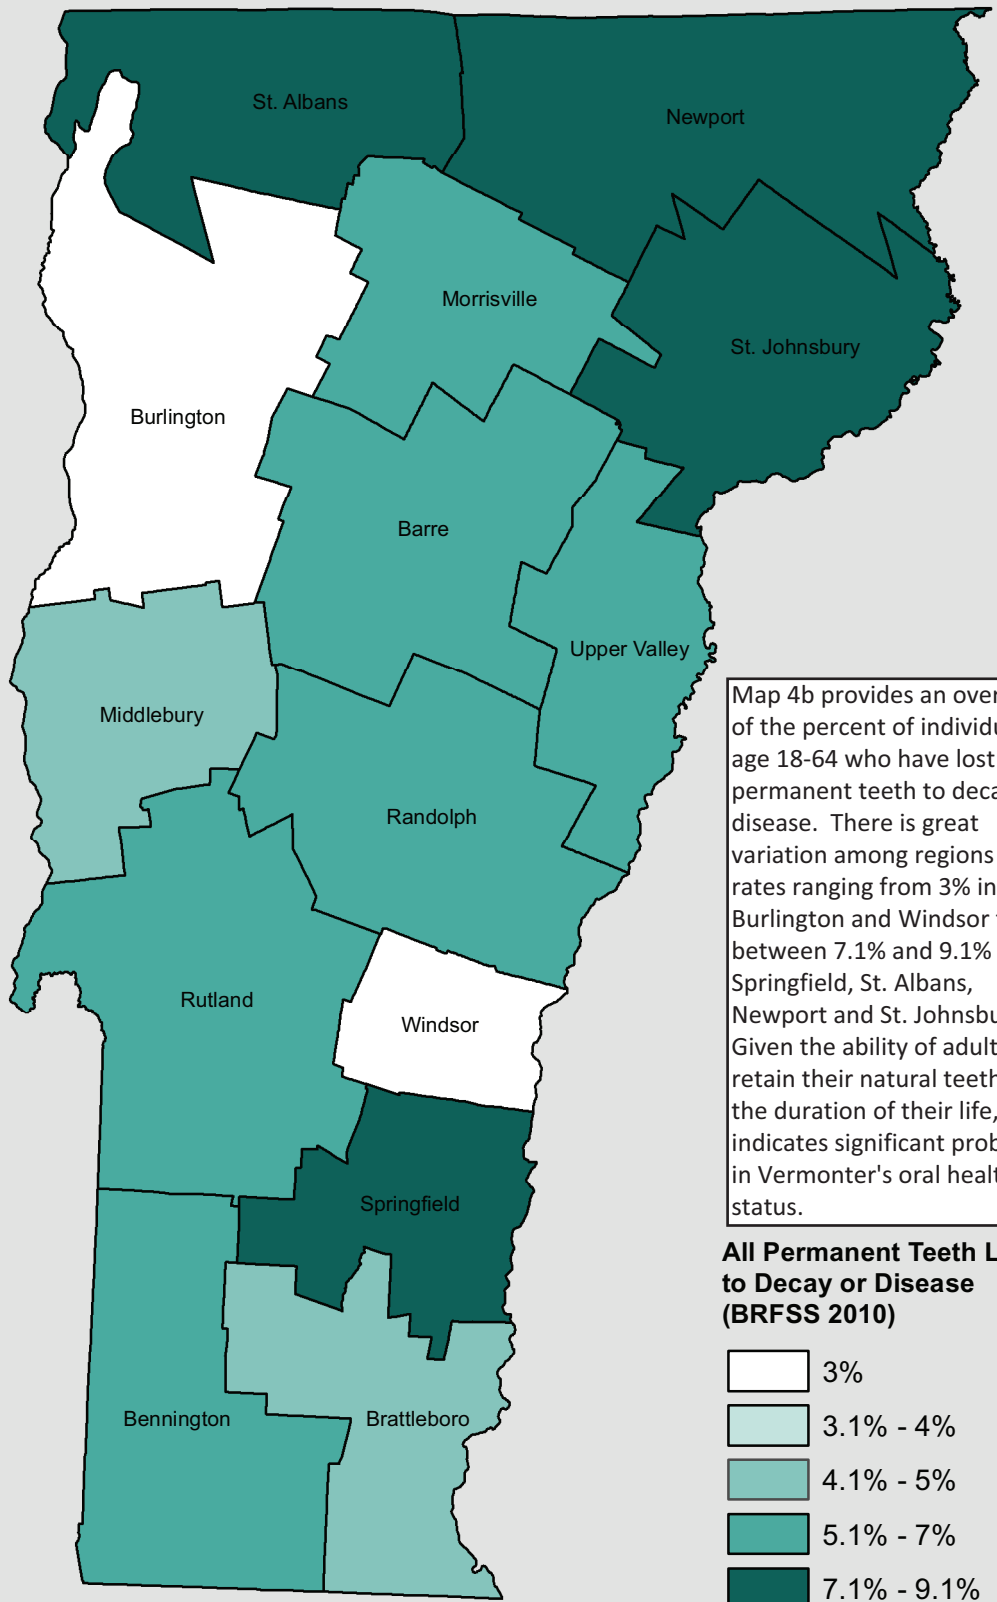 St. Albans
Newport
Morrisville
St. Johnsbury
Burlington
Barre
Upper Valley
Middlebury
Randolph
Rutland
Windsor
Springfield
Bennington
Brattleboro
Map 4b provides an over
of the percent of individu
age 18-64 who have lost
permanent teeth to deca
disease. There is great
variation among regions
rates ranging from 3% in
Burlington and Windsor
between 7.1% and 9.1%
Springfield, St. Albans,
Newport and St. Johnsbu
Given the ability of adult
retain their natural teeth
the duration of their life,
indicates significant prob
in Vermonter's oral healt
status.
All Permanent Teeth L
to Decay or Disease
(BRFSS 2010)
3%
3.1% - 4%
4.1% - 5%
5.1% - 7%
7.1% - 9.1%